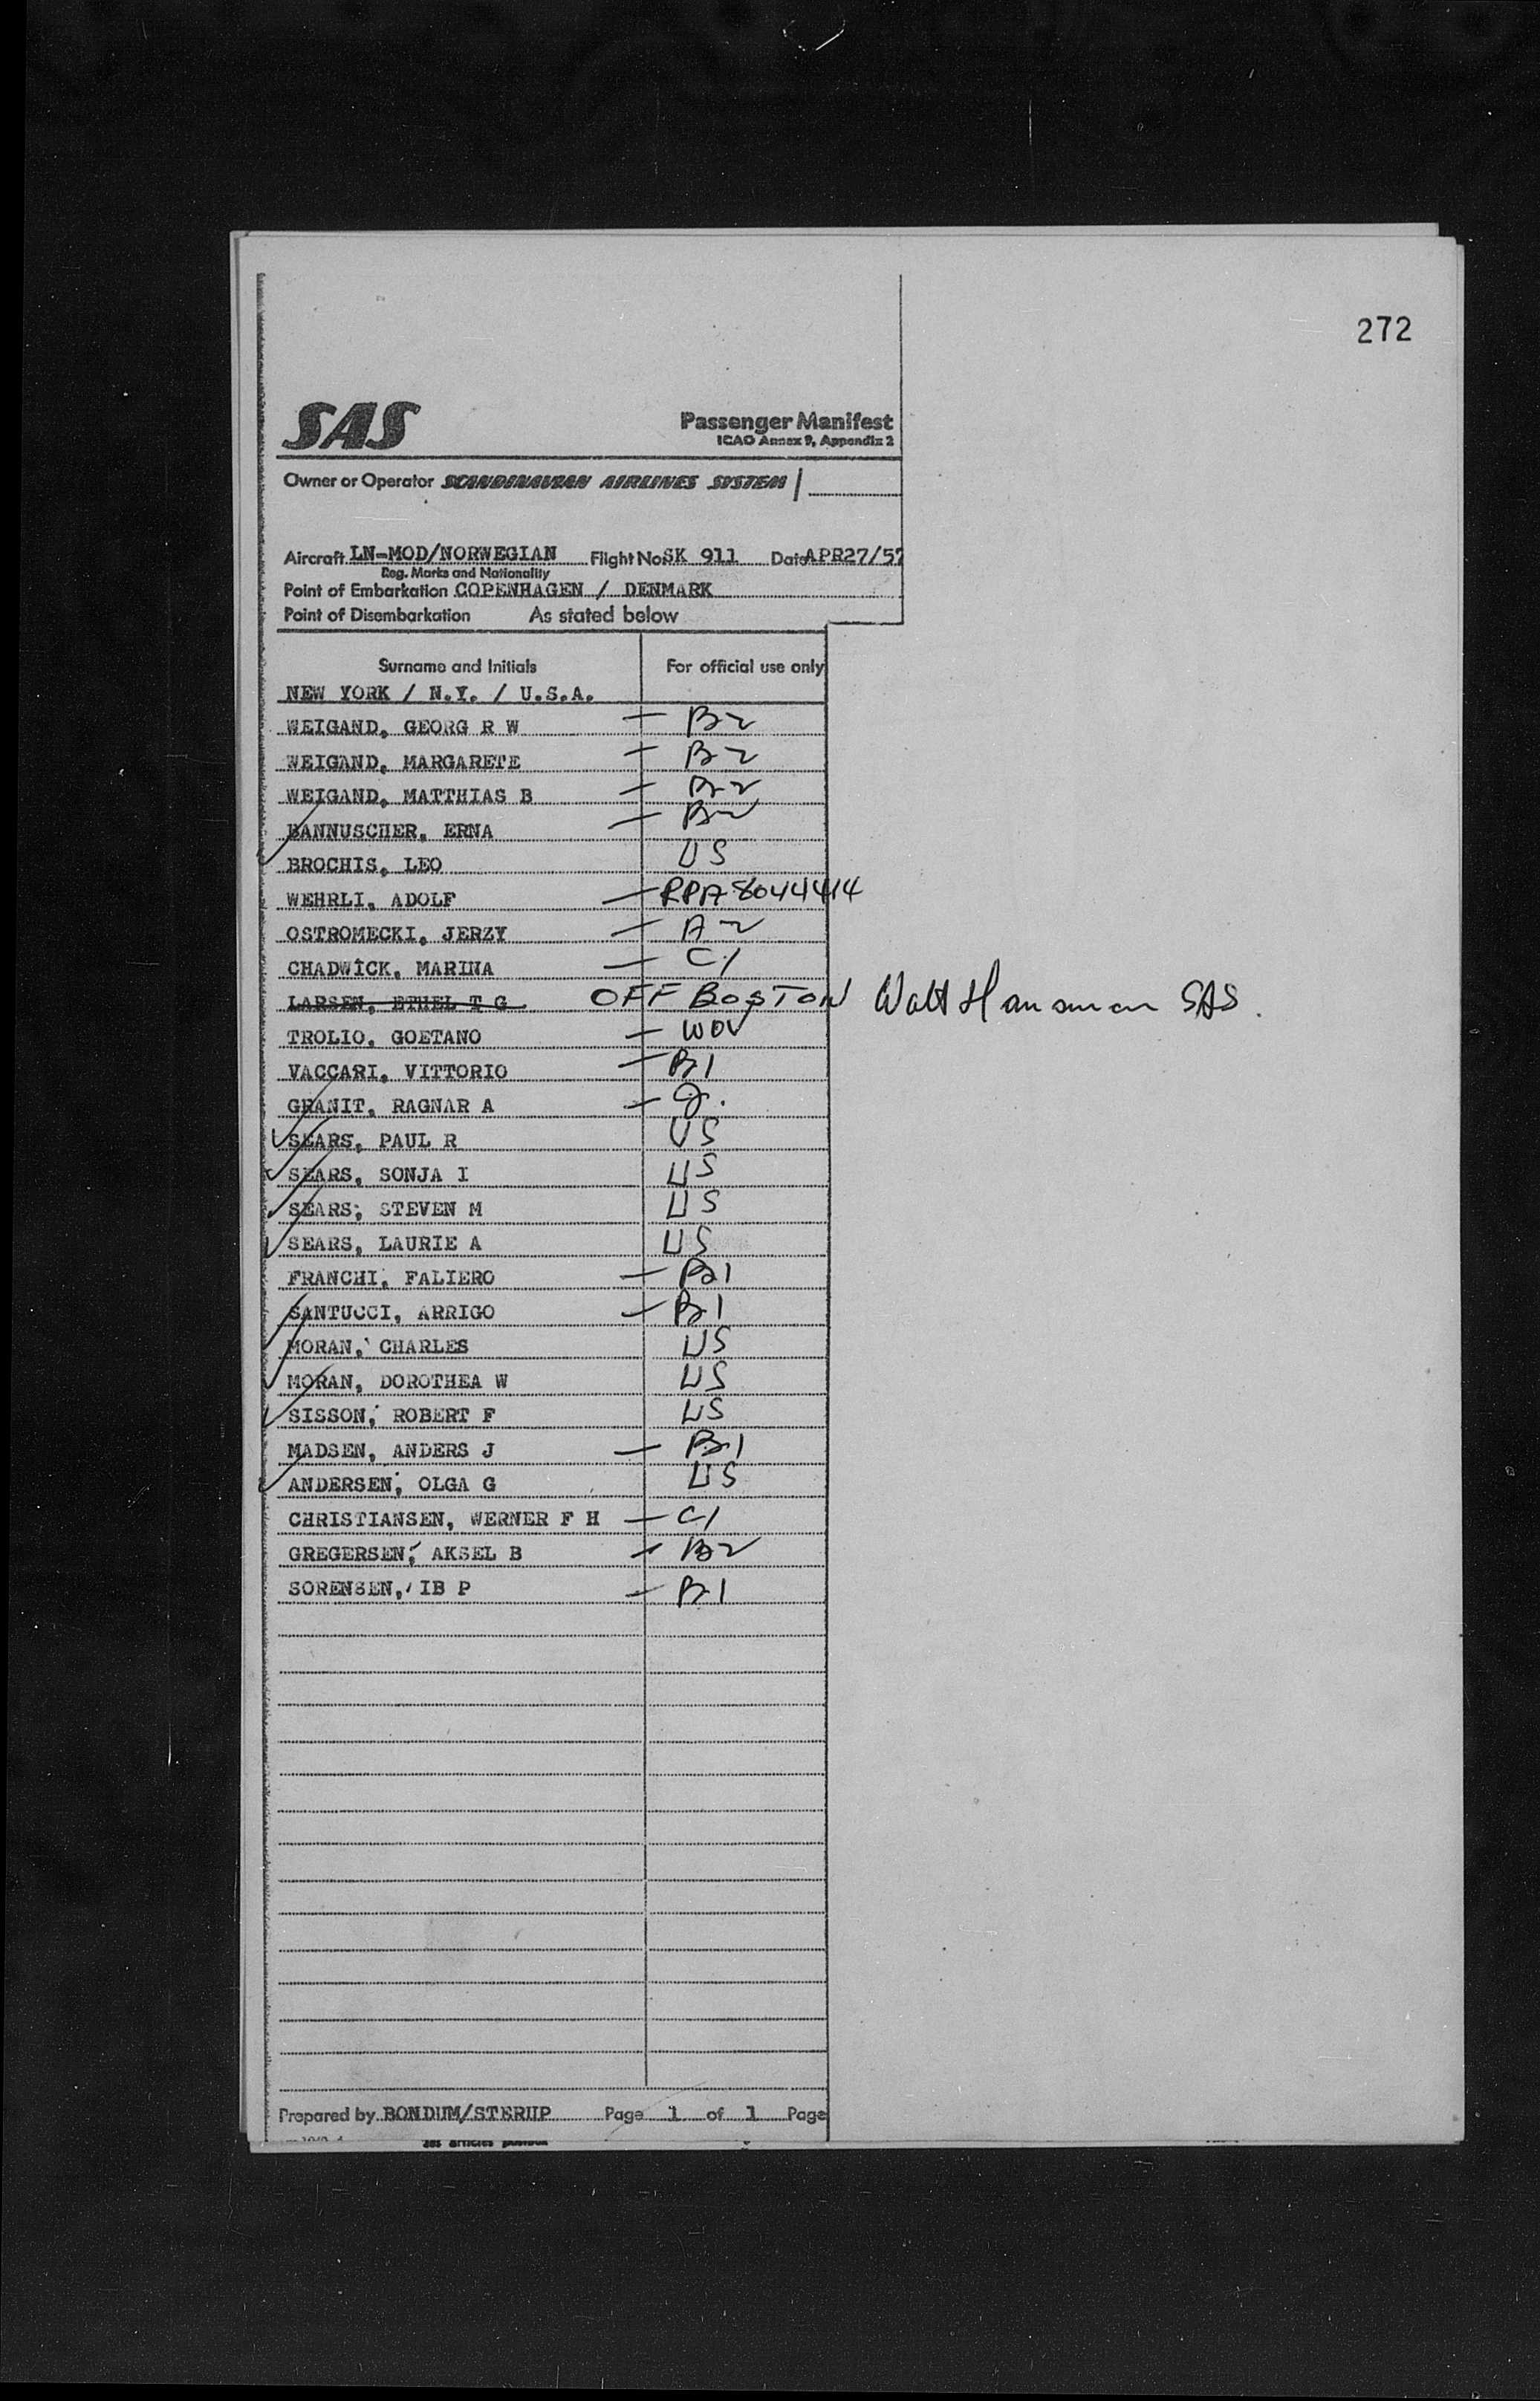 272
SAS Passenger Manifest
ICAO Annex 9, Appendix 2
Owner or Operator SCANDINAVIAN AIRLINES SYSTEM
Aircraft LN-MOD/NORWEGIAN Flight No SK 911 Date APR27/57
Reg. Marks and Nationality
Point of Embarkation COPENHAGEN / DENMARK
Point of Disembarkation As stated below
Surname and Initials For official use only
NEW YORK / N.Y. / U.S.A.
WEIGAND, GEORG R W — B2
WEIGAND, MARGARETE — B2
WEIGAND, MATTHIAS B — B2
BANNUSCHER, ERNA — B2
BROCHIS, LEO US
WEHRLI, ADOLF — RPA 8044414
OSTROMECKI, JERZY — A2
CHADWICK, MARINA — C1
LARSEN, ETHEL T G OFF BOSTON Walt Hansman SAS.
TROLIO, GOETANO — WOV
VACCARI, VITTORIO — B1
GRANIT, RAGNAR A —
SEARS, PAUL R US
SEARS, SONJA I US
SEARS, STEVEN M US
SEARS, LAURIE A US
FRANCHI, FALIERO — B1
SANTUCCI, ARRIGO — B1
MORAN, CHARLES US
MORAN, DOROTHEA W US
SISSON, ROBERT F US
MADSEN, ANDERS J — B1
ANDERSEN, OLGA G US
CHRISTIANSEN, WERNER F H — C1
GREGERSEN, AKSEL B — B2
SORENSEN, IB P — B1
Prepared by BONDUM/STERUP Page 1 of 1 Page